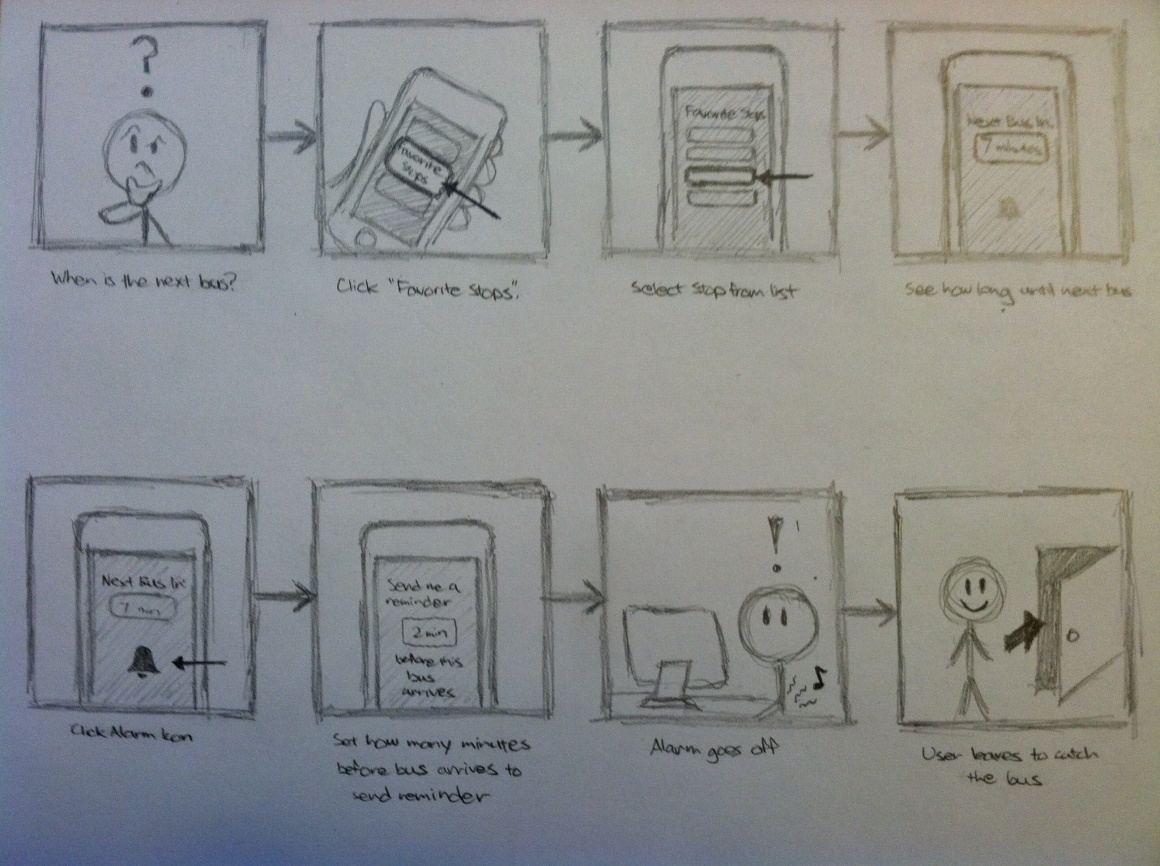 ?
Favorite
Stops
Favorite Stops
Next Bus In:
7 minutes
When is the next bus?
Click "Favorite Stops".
Select Stop from list
See how long until next bus
Next Bus In:
7 min
Send me a
reminder
2 min
before this
bus
arrives
!
Click Alarm Icon
Set how many minutes
before bus arrives to
send reminder
Alarm goes off
User leaves to catch
the bus